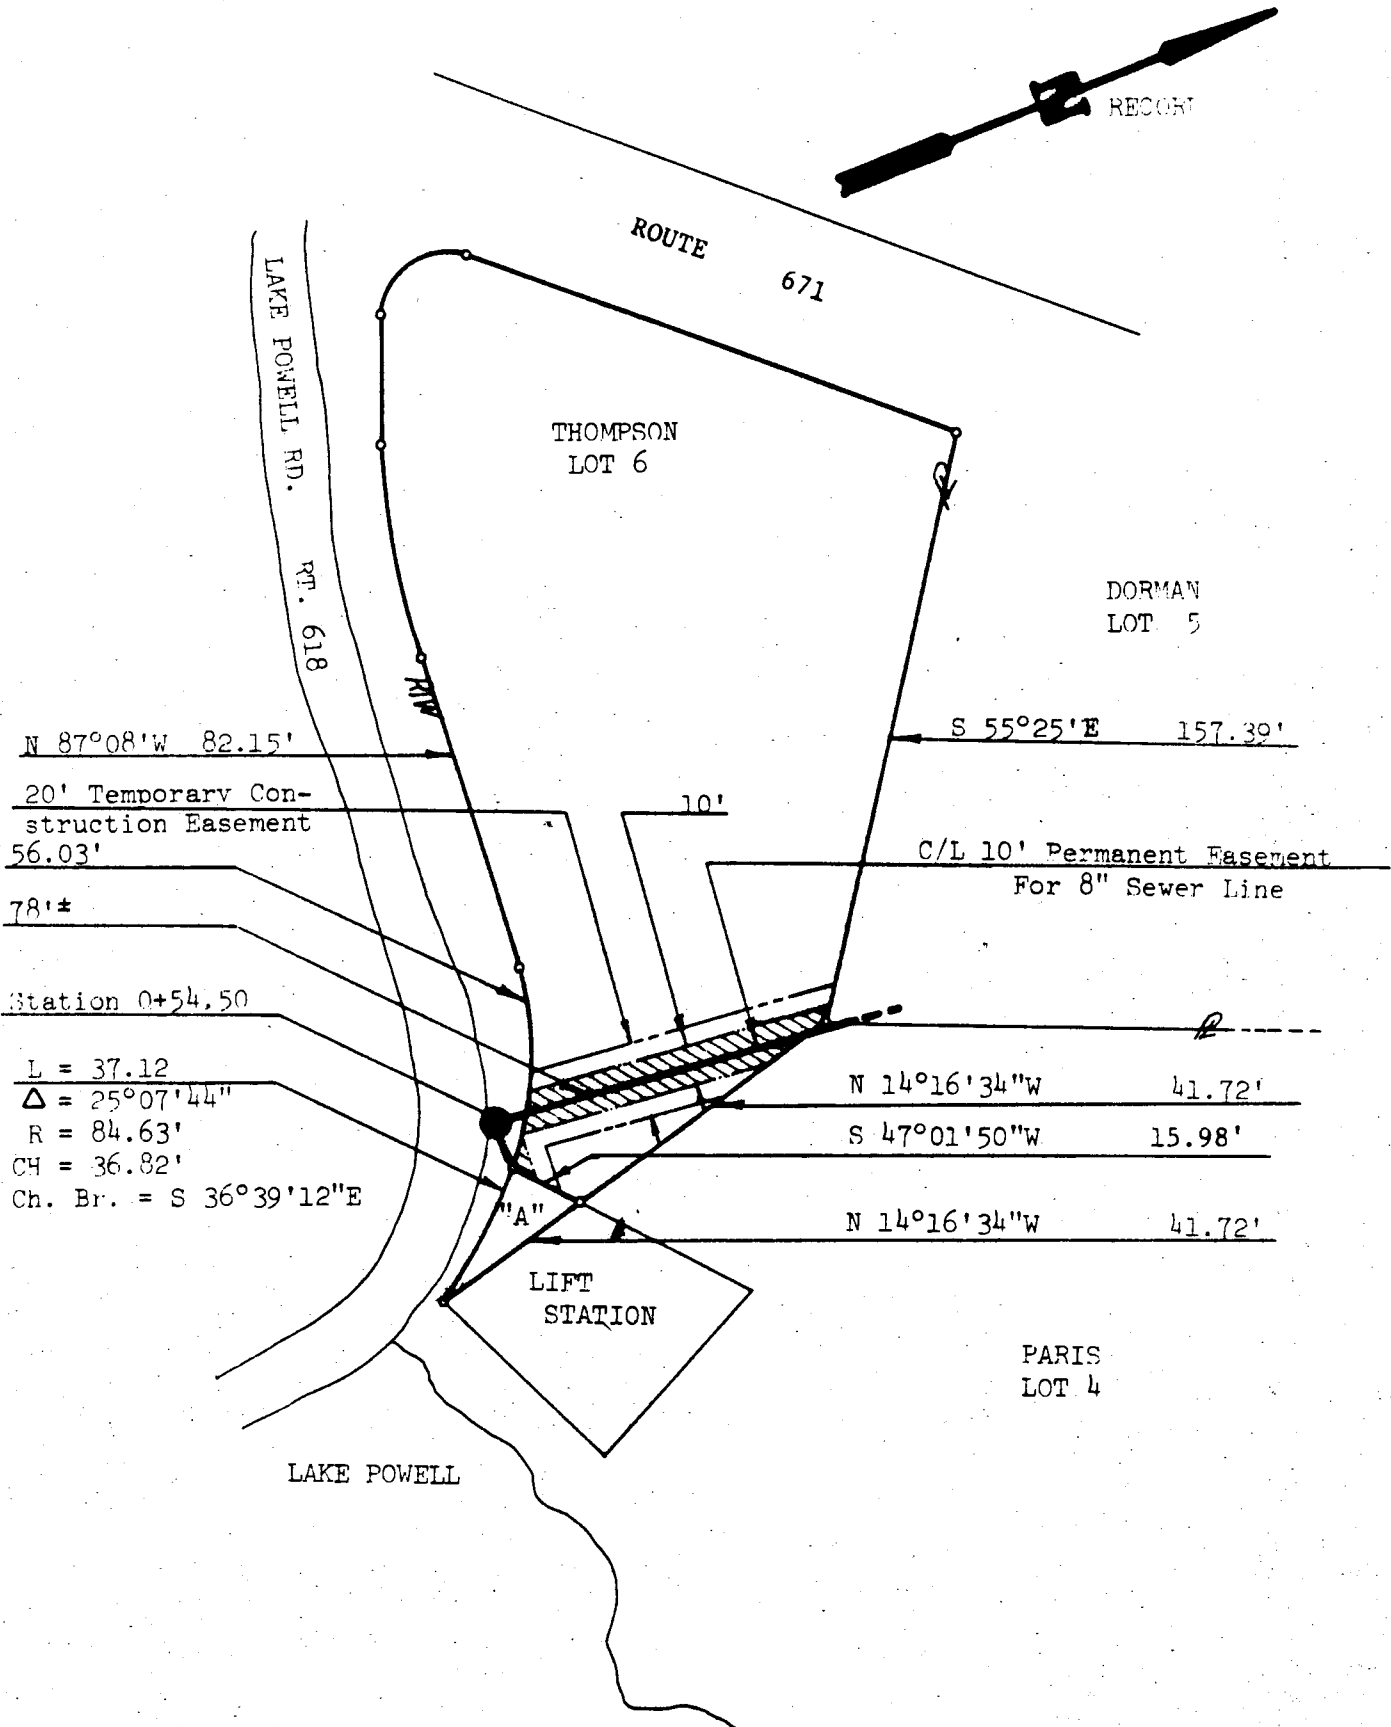 RECORD
ROUTE 671
LAKE POWELL RD. RT. 618
THOMPSON
LOT 6
DORMAN
LOT 5
R/W
N 87°08'W 82.15'
S 55°25'E 157.39'
20' Temporary Con-
struction Easement
10'
56.03'
C/L 10' Permanent Easement
For 8" Sewer Line
78'±
Station 0+54.50
L = 37.12
Δ = 25°07'44"
R = 84.63'
CH = 36.82'
Ch. Br. = S 36°39'12"E
N 14°16'34"W 41.72'
S 47°01'50"W 15.98'
"A"
N 14°16'34"W 41.72'
LIFT
STATION
PARIS
LOT 4
LAKE POWELL